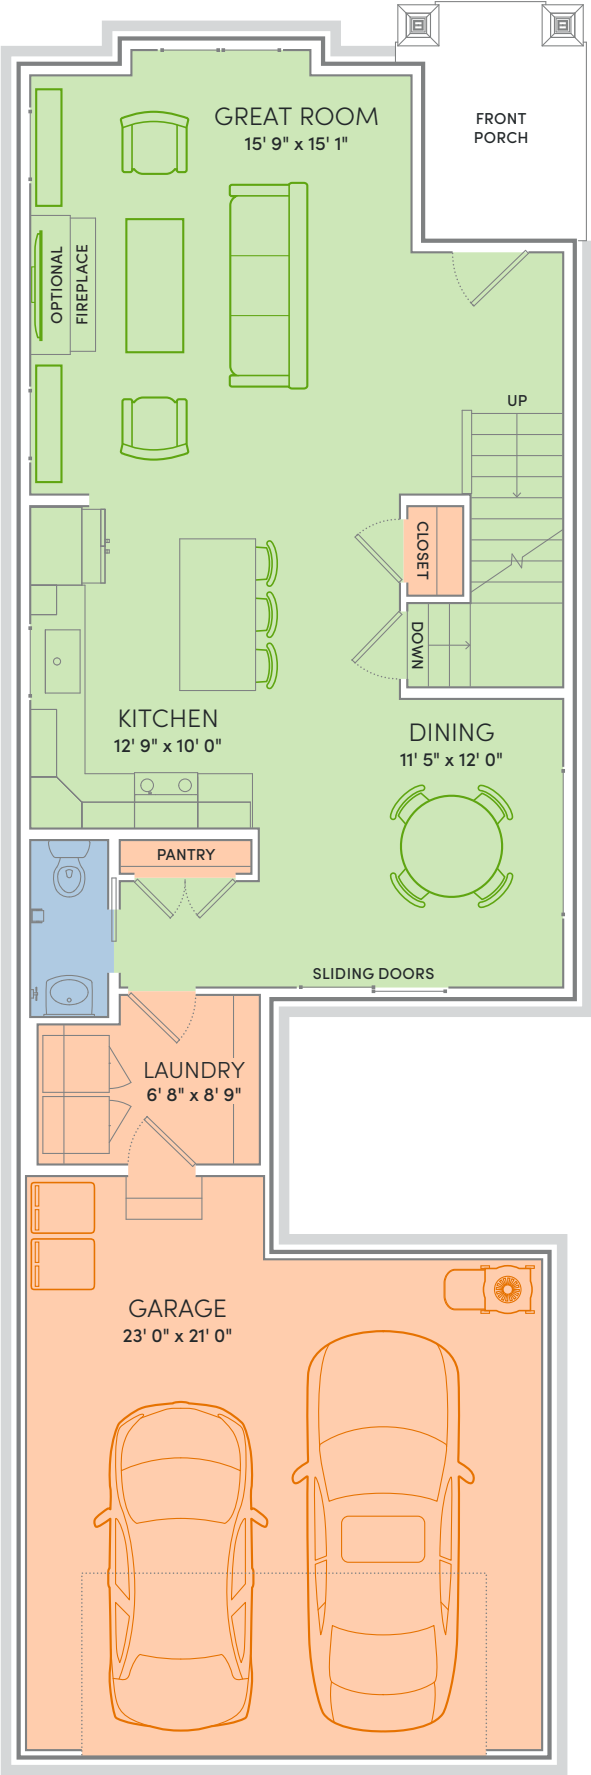 GREAT ROOM
15' 9" x 15' 1"
FRONT
PORCH
OPTIONAL
FIREPLACE
UP
CLOSET
DOWN
KITCHEN
12' 9" x 10' 0"
DINING
11' 5" x 12' 0"
PANTRY
SLIDING DOORS
LAUNDRY
6' 8" x 8' 9"
GARAGE
23' 0" x 21' 0"